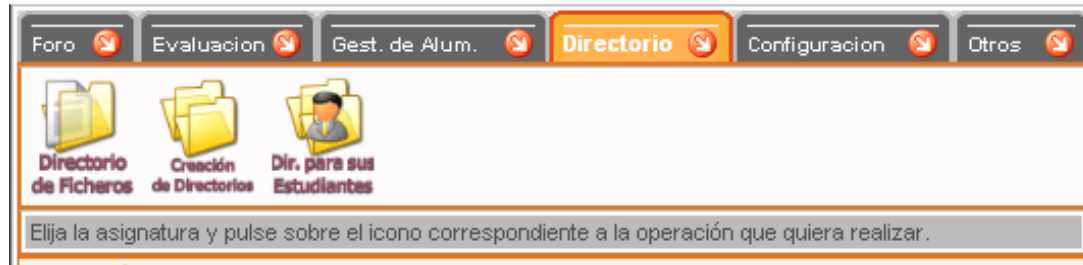 Foro Evaluacion Gest. de Alum. Directorio Configuracion Otros
Directorio Creación Dir. para sus
de Ficheros de Directorios Estudiantes
Elija la asignatura y pulse sobre el icono correspondiente a la operación que quiera realizar.